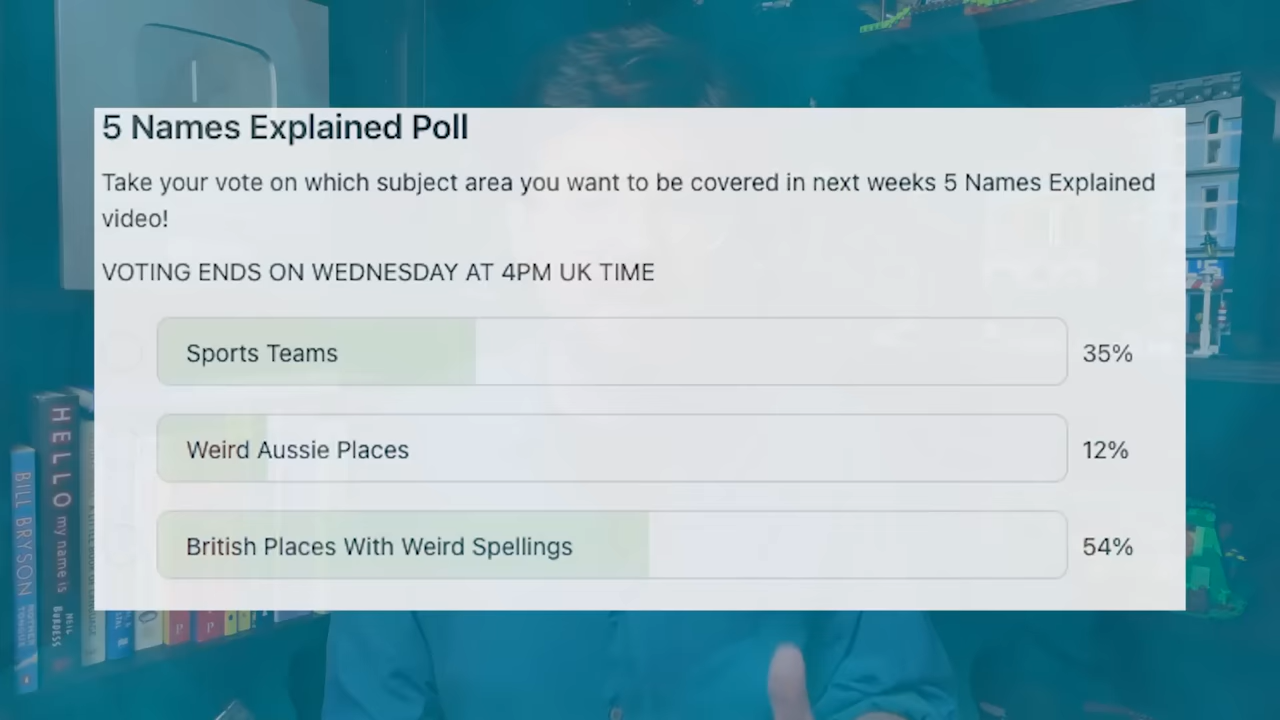 5 Names Explained Poll
Take your vote on which subject area you want to be covered in next weeks 5 Names Explained
video!
VOTING ENDS ON WEDNESDAY AT 4PM UK TIME
Sports Teams 35%
Weird Aussie Places 12%
British Places With Weird Spellings 54%
BILL BRYSON
MOTHER TONGUE
HELLO my name is